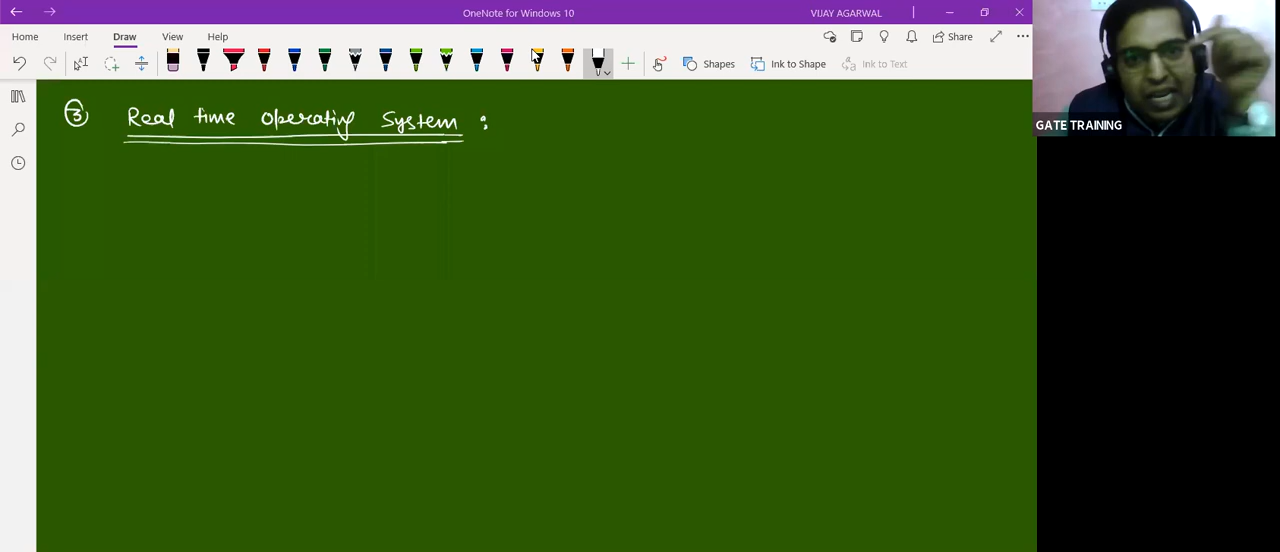 OneNote for Windows 10
VIJAY AGARWAL
Home Insert Draw View Help
Share
Shapes
Ink to Shape
Ink to Text
GATE TRAINING
3 Real time operating System :